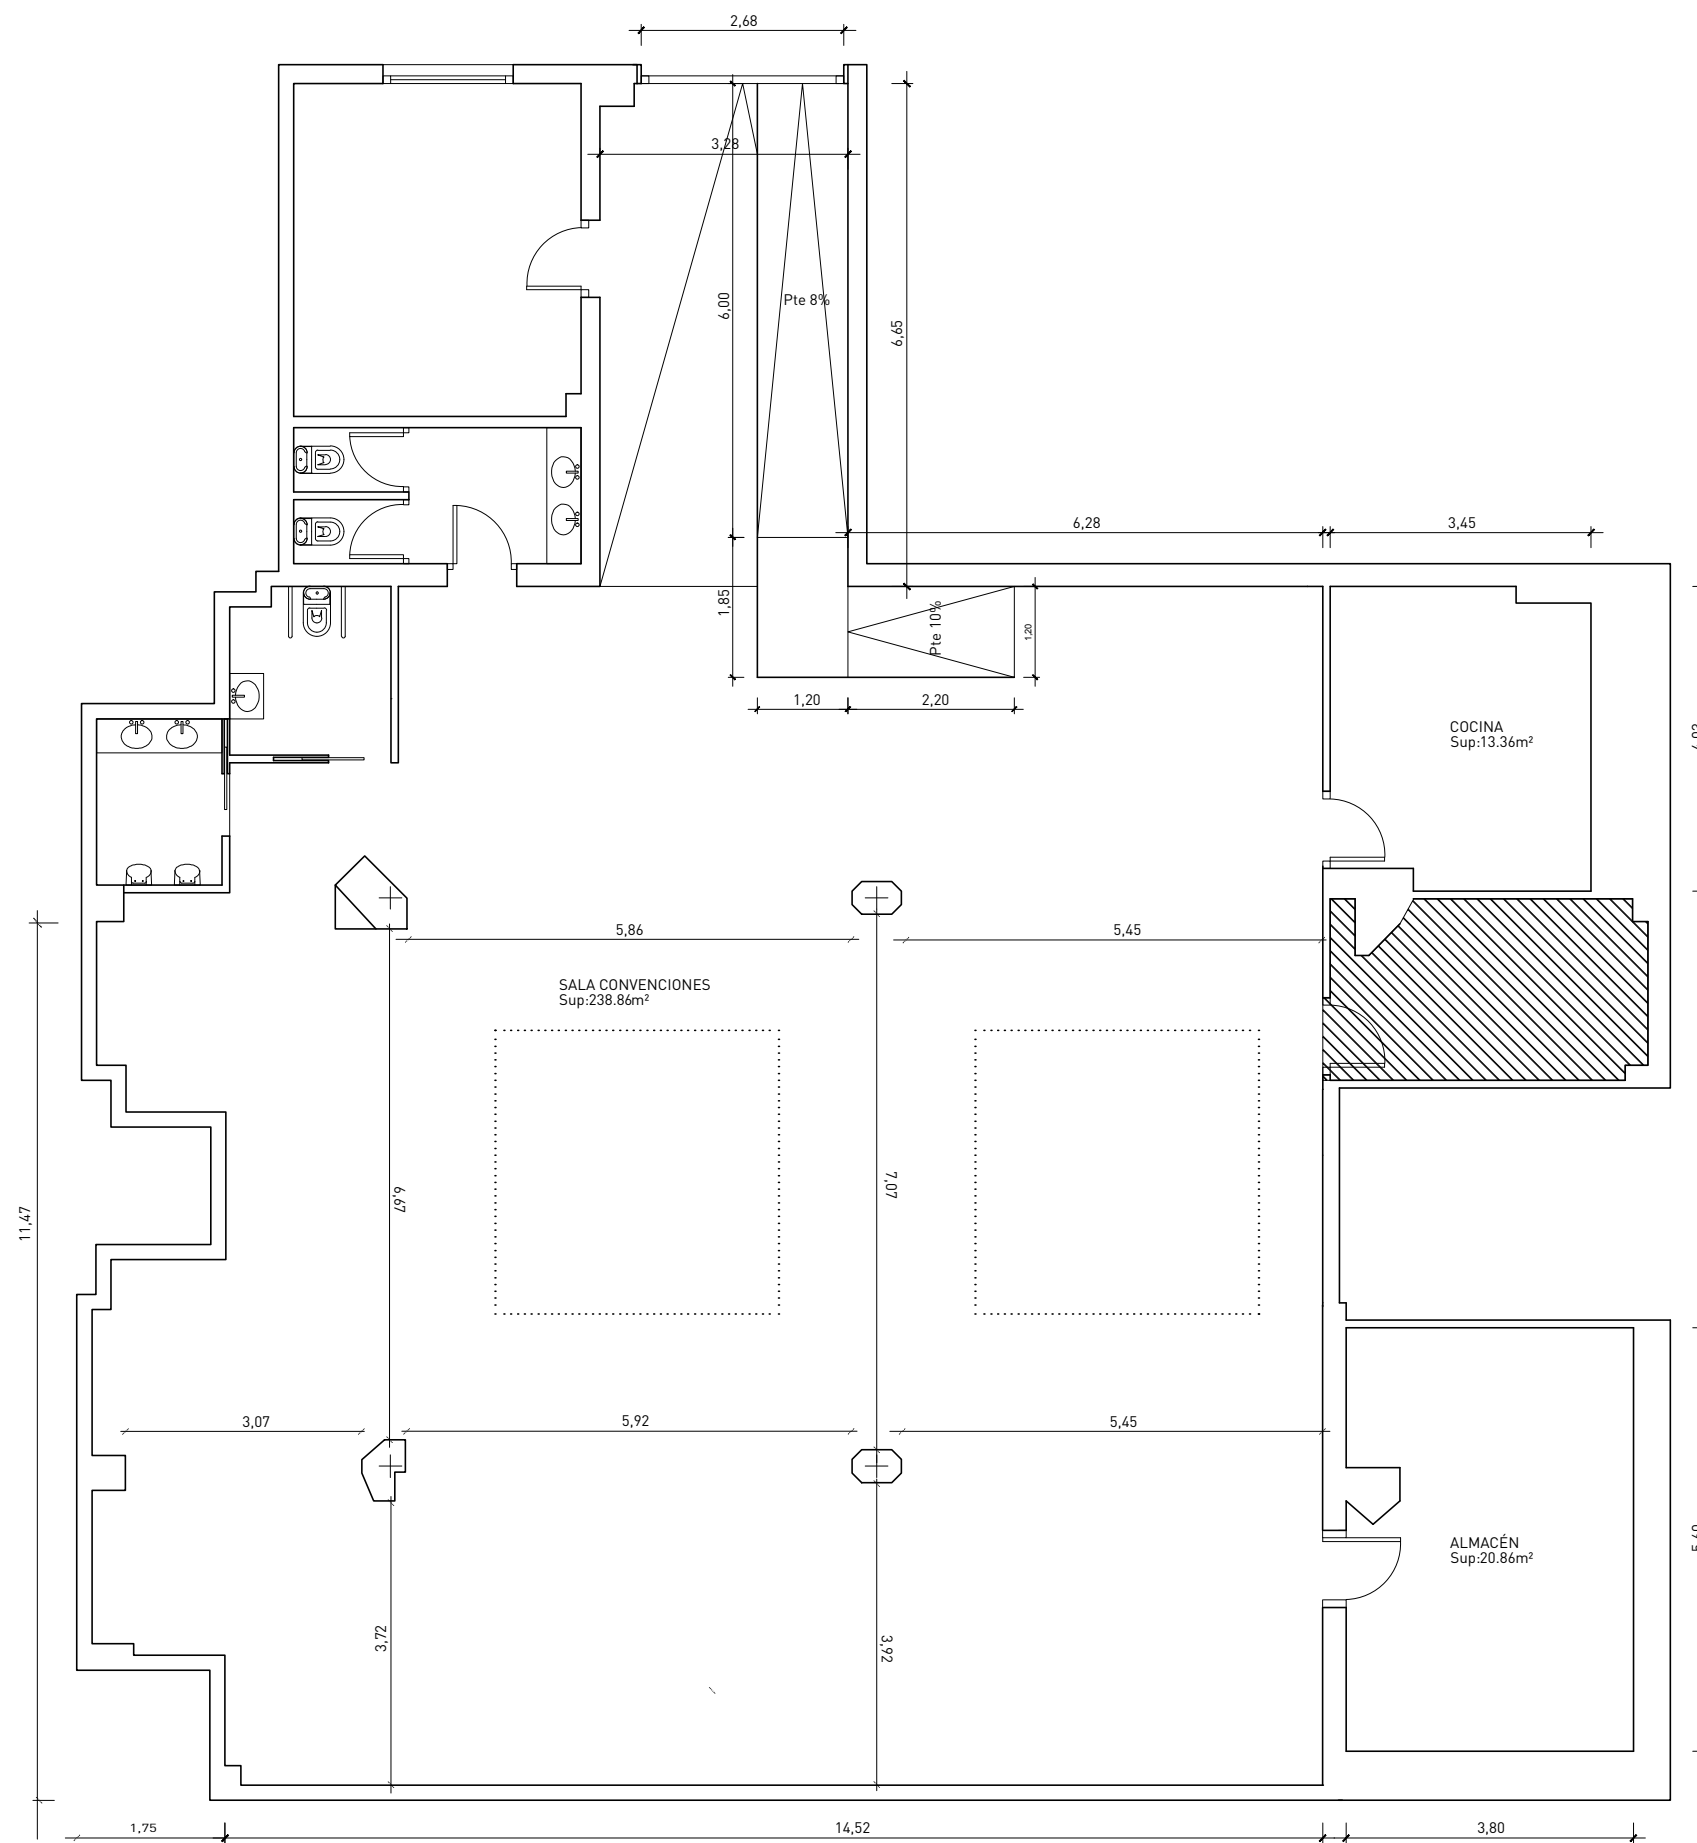 2,68
3,28
6,00
Pte 8%
6,65
6,28
3,45
1,85
Pte 10%
1,20
1,20
2,20
COCINA
Sup:13.36m²
5,86
5,45
SALA CONVENCIONES
Sup:238.86m²
6,67
7,07
11,47
3,07
5,92
5,45
ALMACÉN
Sup:20.86m²
3,72
3,92
1,75
14,52
3,80